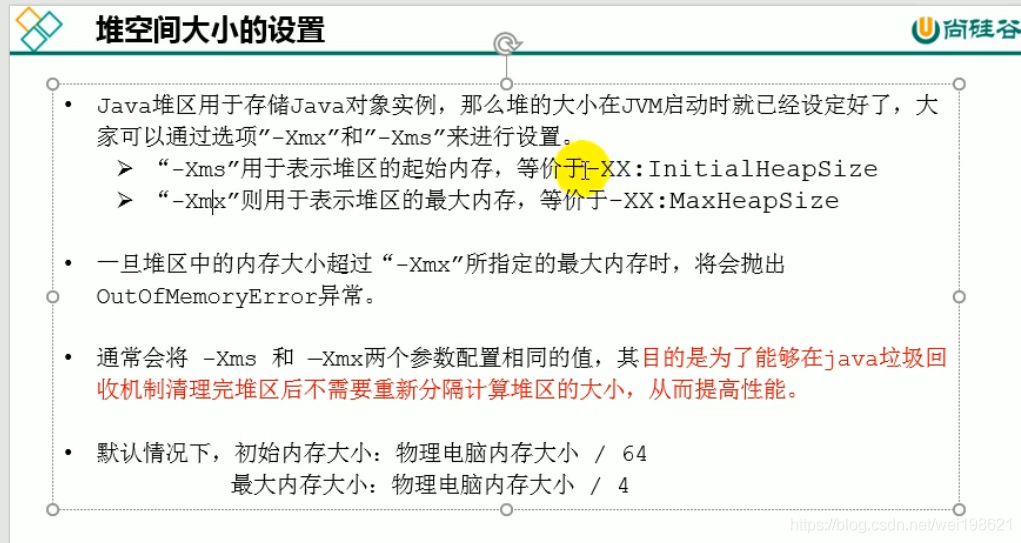 堆空间大小的设置
尚硅谷
• Java堆区用于存储Java对象实例，那么堆的大小在JVM启动时就已经设定好了，大
家可以通过选项"-Xmx"和"-Xms"来进行设置。
➢ “-Xms"用于表示堆区的起始内存，等价于-XX:InitialHeapSize
➢ “-Xmx"则用于表示堆区的最大内存，等价于-XX:MaxHeapSize
• 一旦堆区中的内存大小超过“-Xmx"所指定的最大内存时，将会抛出
OutOfMemoryError异常。
• 通常会将 -Xms 和 –Xmx两个参数配置相同的值，其目的是为了能够在java垃圾回
收机制清理完堆区后不需要重新分隔计算堆区的大小，从而提高性能。
• 默认情况下，初始内存大小：物理电脑内存大小 / 64
最大内存大小：物理电脑内存大小 / 4
https://blog.csdn.net/wei198621